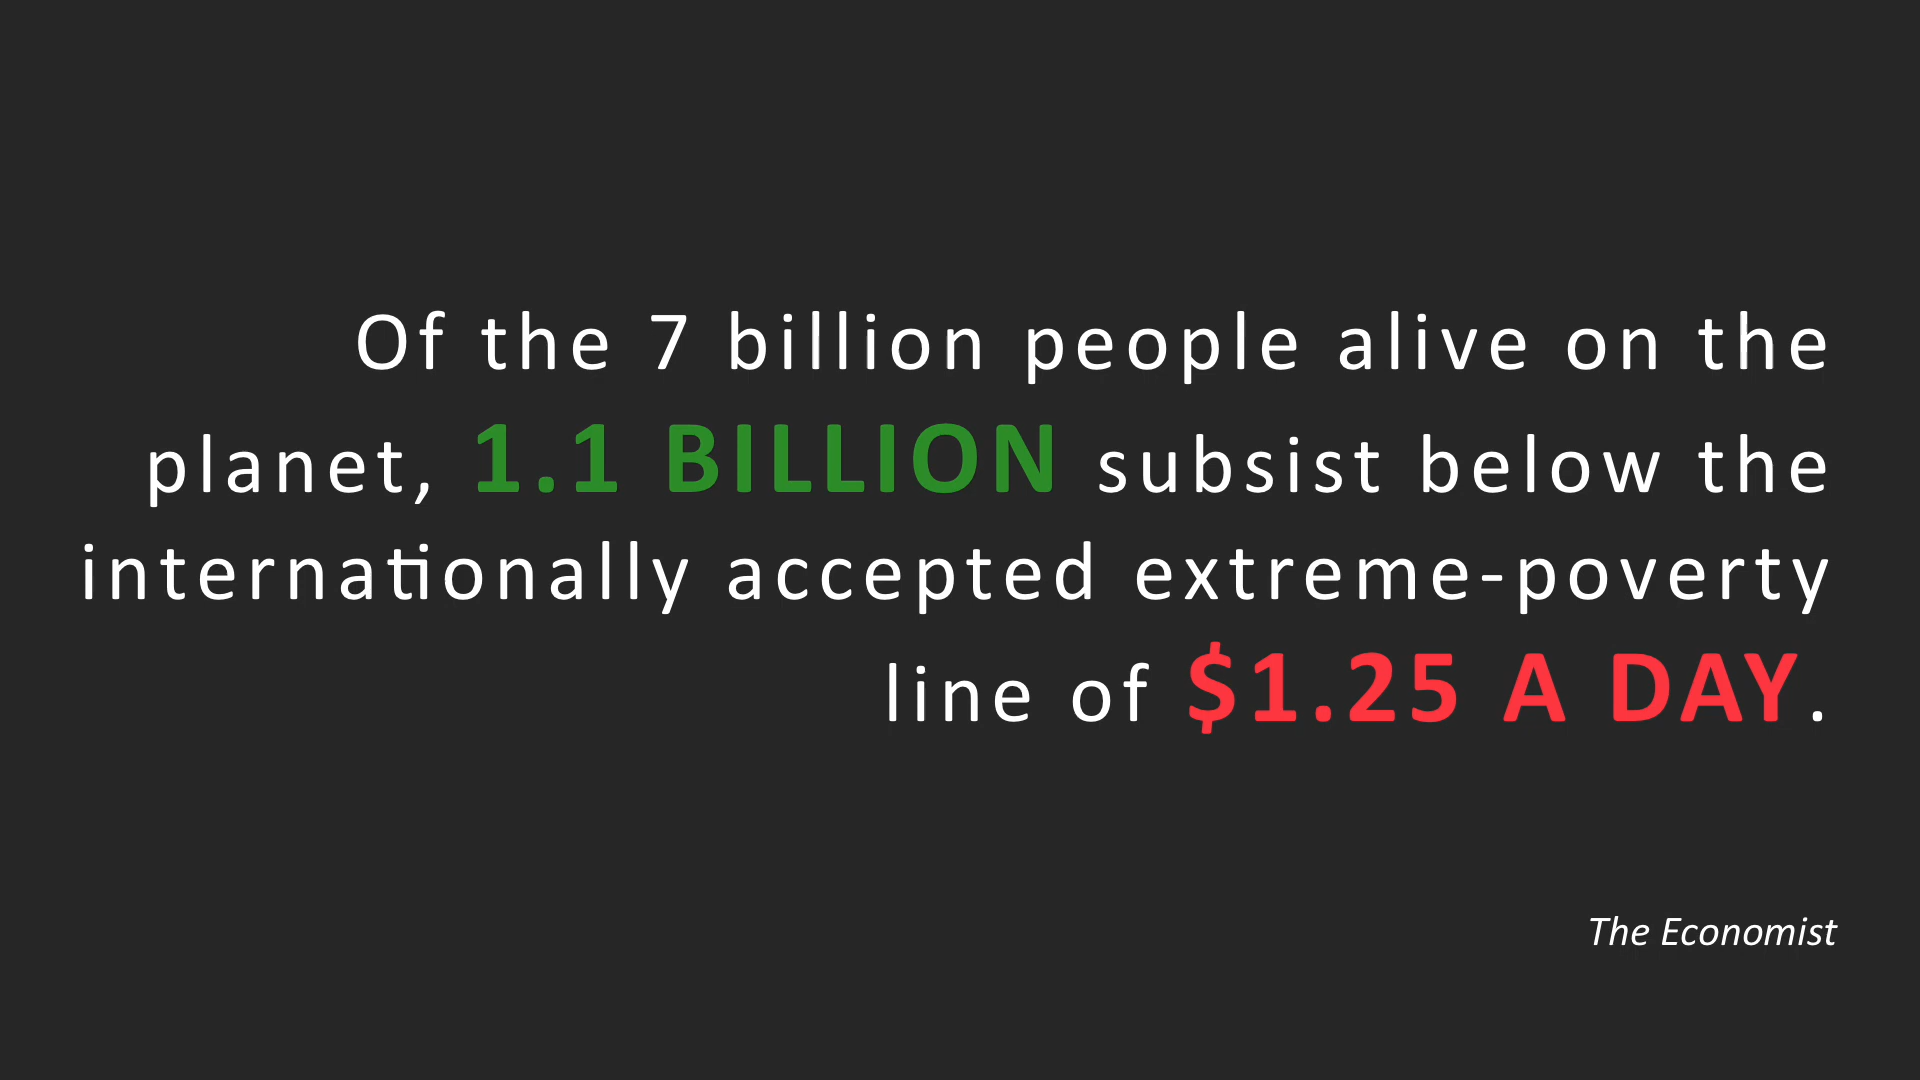 Of the 7 billion people alive on the
planet, 1.1 BILLION subsist below the
internationally accepted extreme-poverty
line of $1.25 A DAY.
The Economist